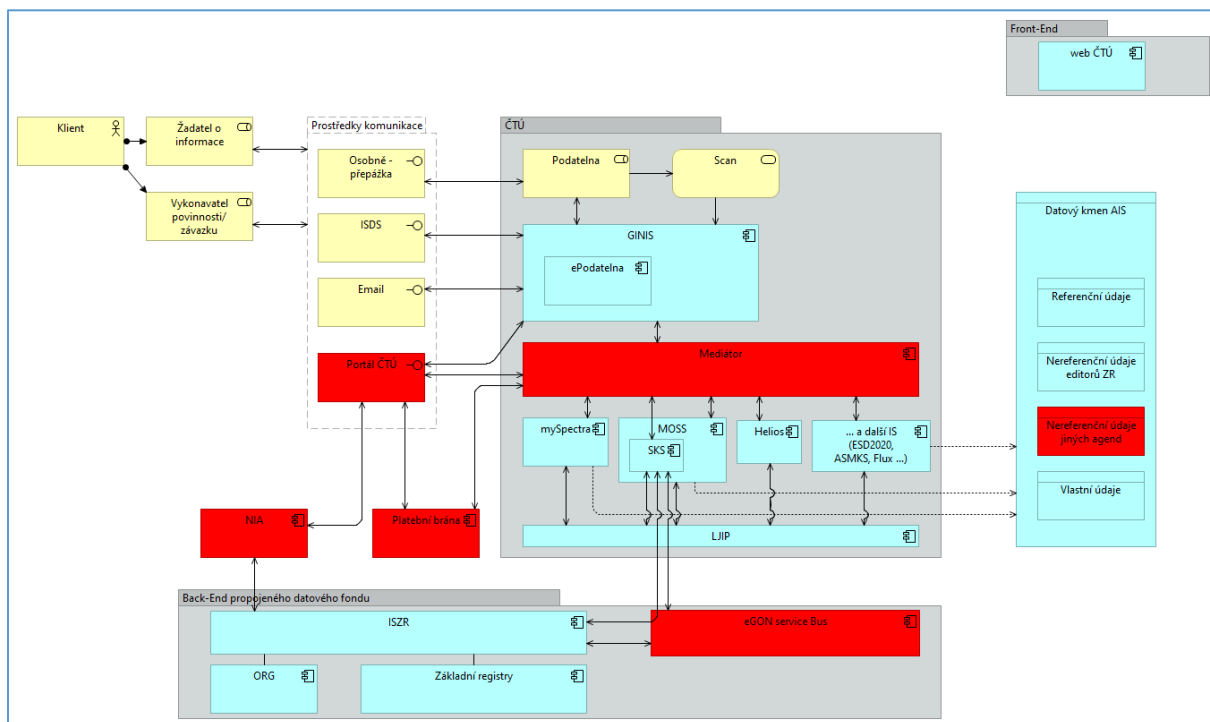 Front-End
web ČTÚ
Klient
Žadatel o
informace
Vykonavatel
povinnosti/
závazku
Prostředky komunikace
Osobně -
přepážka
ISDS
Email
Portál ČTÚ
ČTÚ
Podatelna
Scan
GINIS
ePodatelna
Mediátor
mySpectra
MOSS
SKS
Helios
... a další IS
(ESD2020,
ASMKS, Flux ...)
LJIP
Datový kmen AIS
Referenční údaje
Nereferenční údaje
editorů ZR
Nereferenční údaje
jiných agend
Vlastní údaje
NIA
Platební brána
Back-End propojeného datového fondu
ISZR
eGON service Bus
ORG
Základní registry